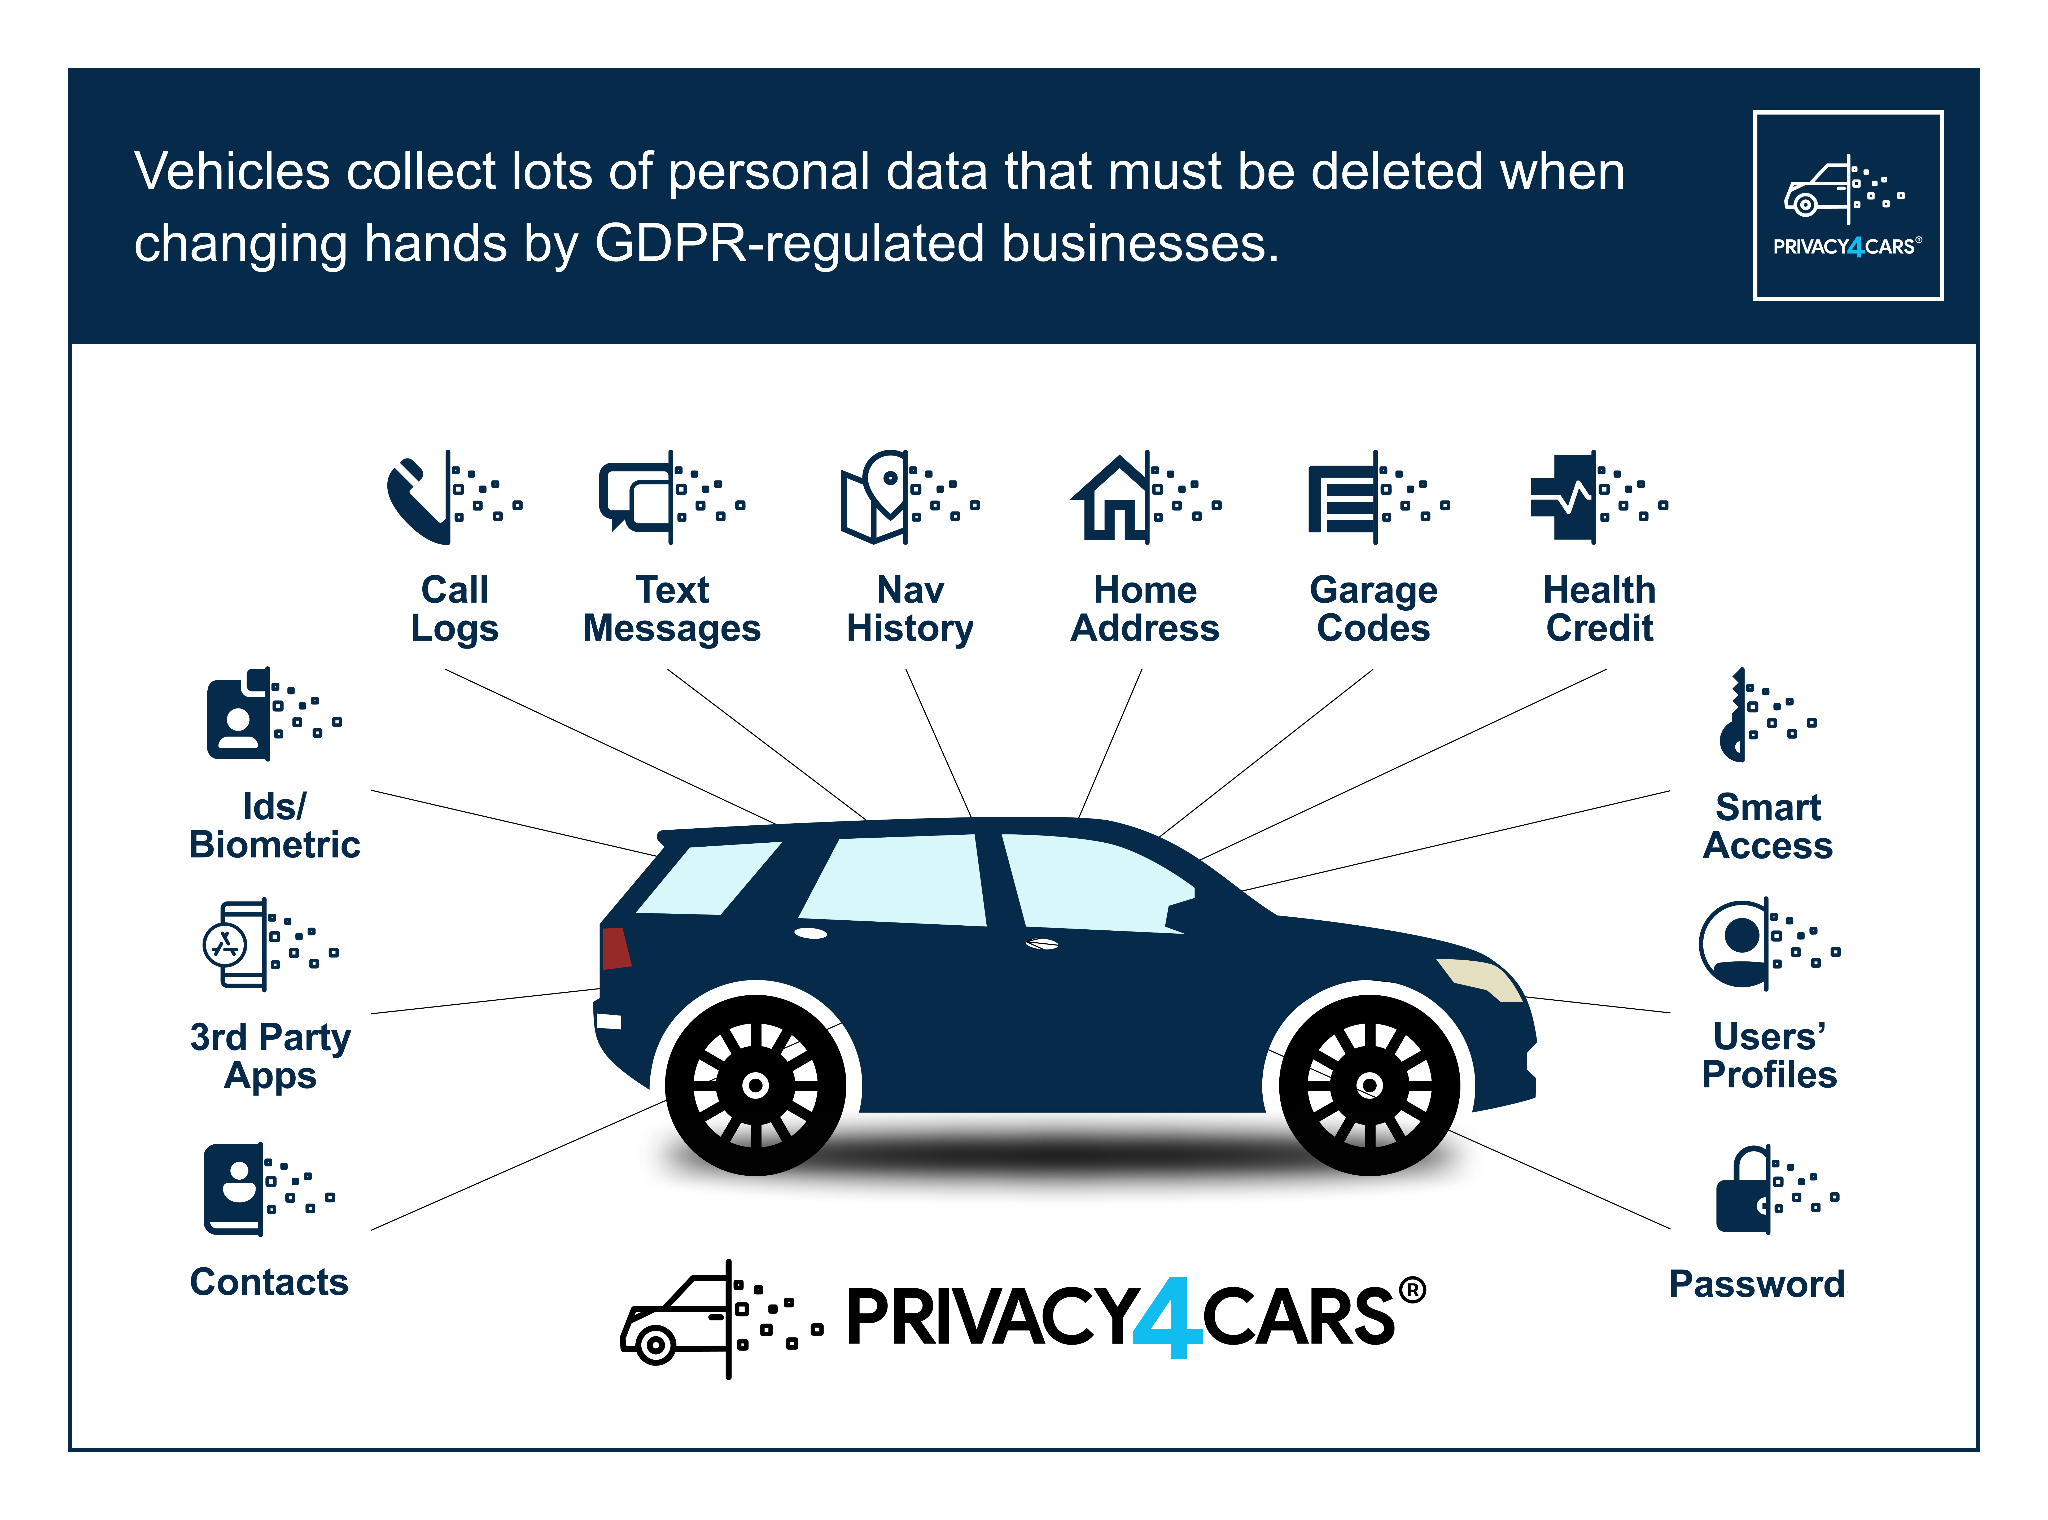 Vehicles collect lots of personal data that must be deleted when
changing hands by GDPR-regulated businesses.
PRIVACY4CARS®
Call
Logs
Text
Messages
Nav
History
Home
Address
Garage
Codes
Health
Credit
Ids/
Biometric
Smart
Access
3rd Party
Apps
Users’
Profiles
Contacts
Password
PRIVACY4CARS®